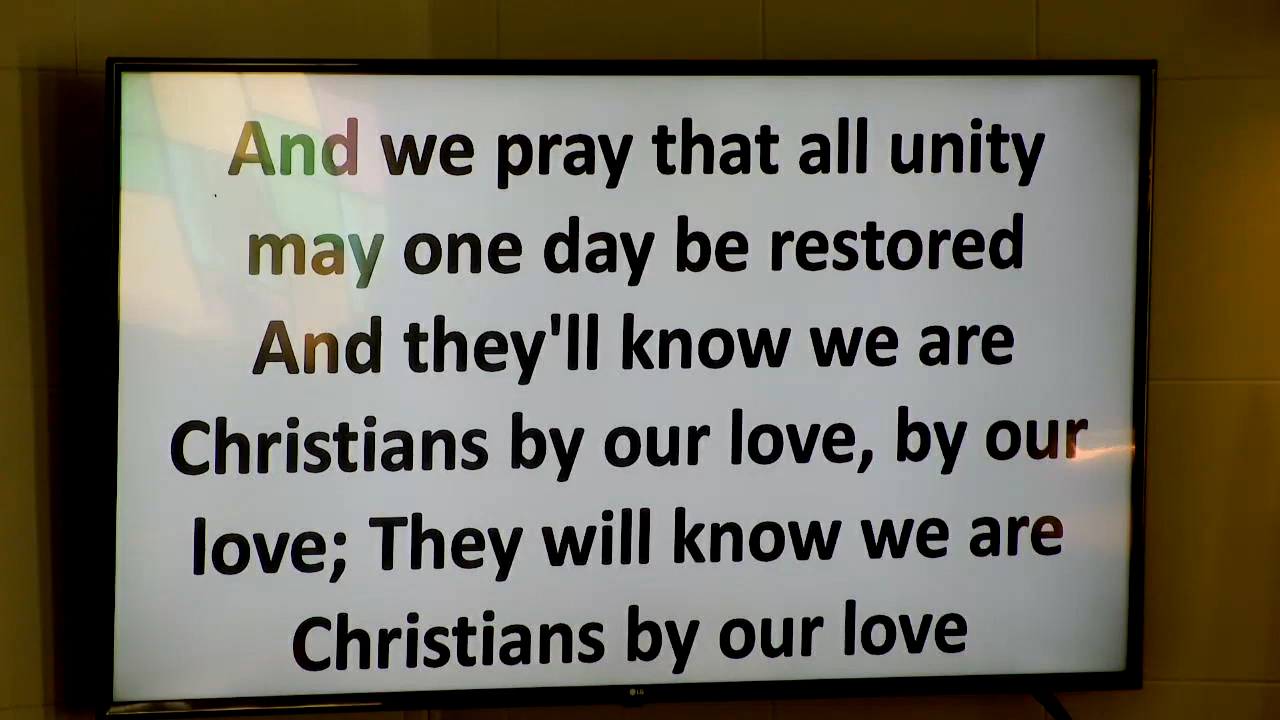 And we pray that all unity
may one day be restored
And they'll know we are
Christians by our love, by our
love; They will know we are
Christians by our love
LG